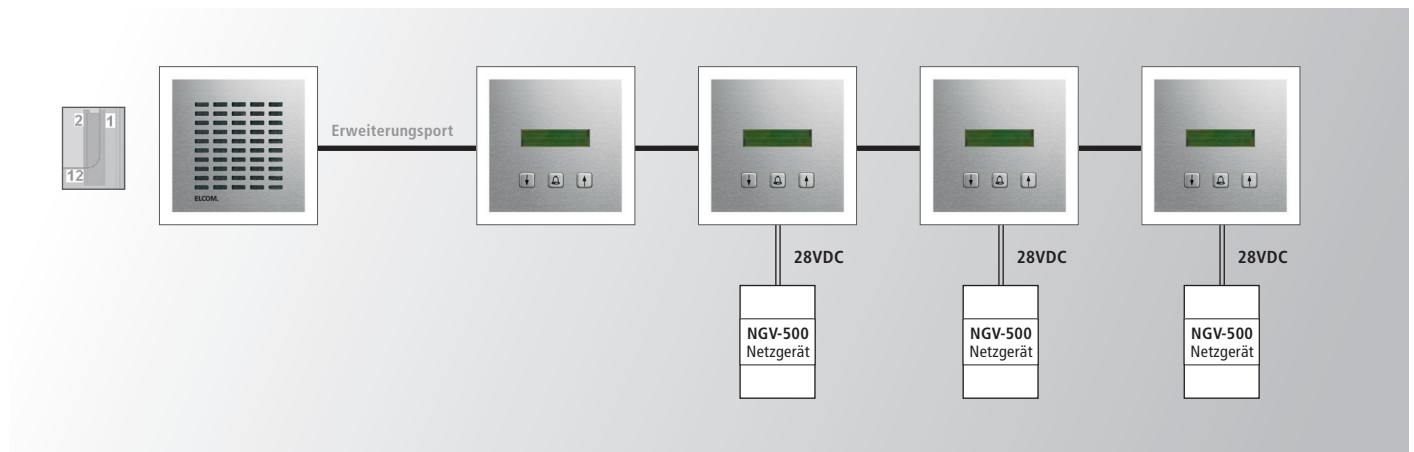 2 1
12
ELCOM.
Erweiterungsport
28VDC
28VDC
28VDC
NGV-500
Netzgerät
NGV-500
Netzgerät
NGV-500
Netzgerät